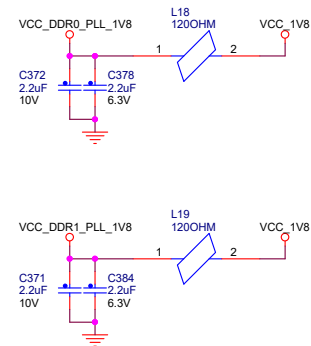 L18
VCC_DDR0_PLL_1V8
120OHM
VCC_1V8
1
2
C372
C378
2.2uF
2.2uF
10V
6.3V
L19
VCC_DDR1_PLL_1V8
120OHM
VCC_1V8
1
2
C371
C384
2.2uF
2.2uF
10V
6.3V